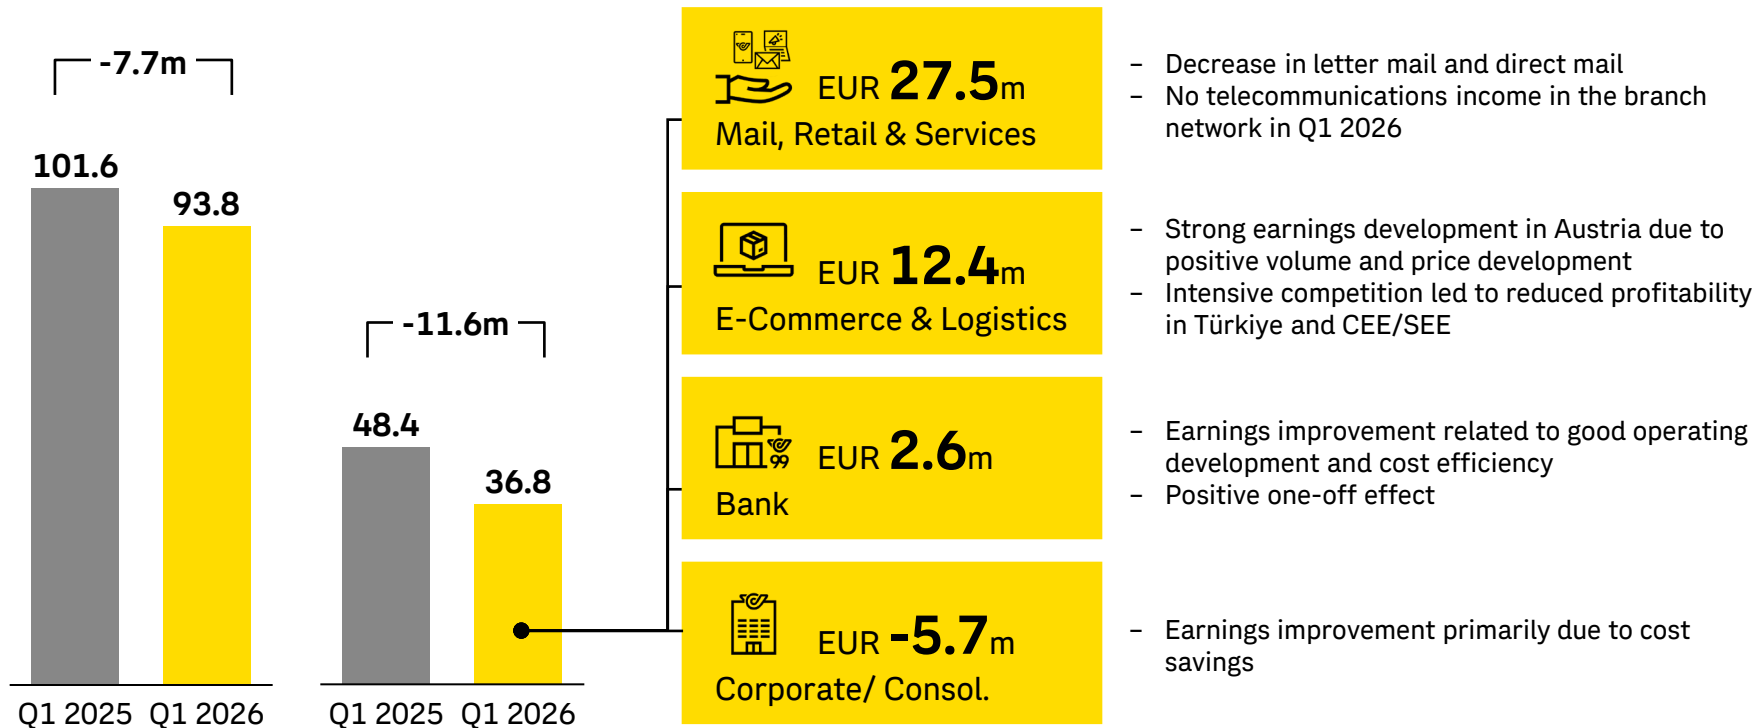 -7.7m
101.6
93.8
Q1 2025 Q1 2026
-11.6m
48.4
36.8
Q1 2025 Q1 2026
EUR 27.5m
Mail, Retail & Services
– Decrease in letter mail and direct mail
– No telecommunications income in the branch
network in Q1 2026
EUR 12.4m
E-Commerce & Logistics
– Strong earnings development in Austria due to
positive volume and price development
– Intensive competition led to reduced profitability
in Türkiye and CEE/SEE
99
EUR 2.6m
Bank
– Earnings improvement related to good operating
development and cost efficiency
– Positive one-off effect
EUR -5.7m
Corporate/ Consol.
– Earnings improvement primarily due to cost
savings